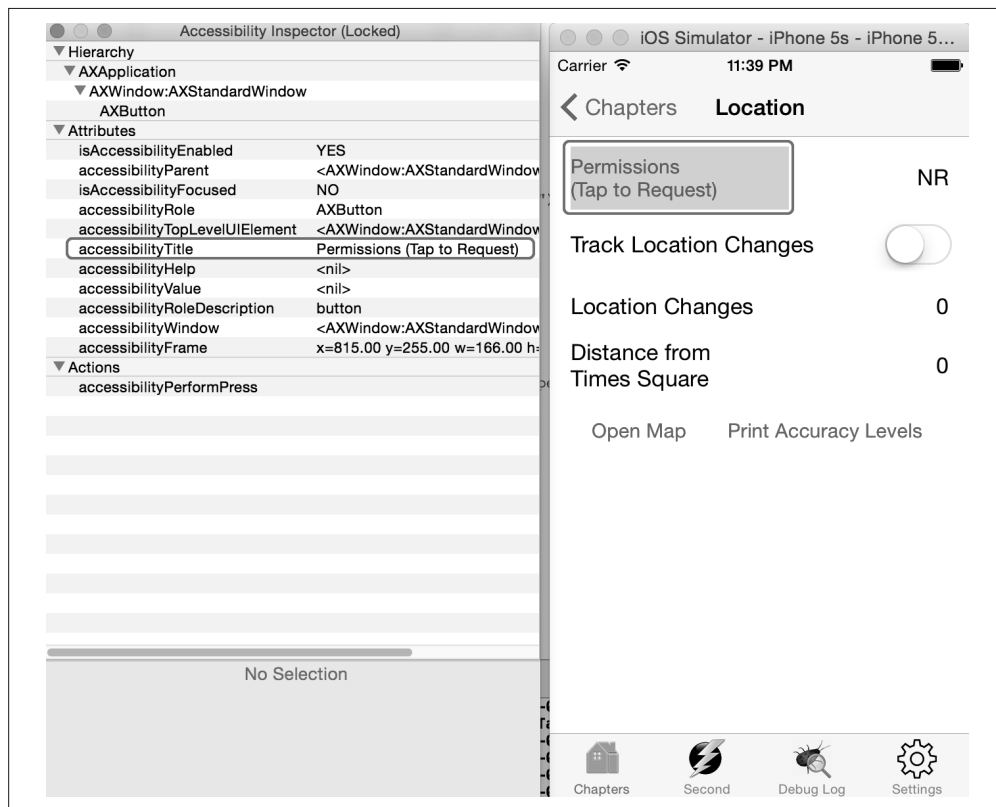 Accessibility Inspector (Locked)
Hierarchy
AXApplication
AXWindow:AXStandardWindow
AXButton
Attributes
isAccessibilityEnabled YES
accessibilityParent <AXWindow:AXStandardWindow
isAccessibilityFocused NO
accessibilityRole AXButton
accessibilityTopLevelUIElement <AXWindow:AXStandardWindow
accessibilityTitle Permissions (Tap to Request)
accessibilityHelp <nil>
accessibilityValue <nil>
accessibilityRoleDescription button
accessibilityWindow <AXWindow:AXStandardWindow
accessibilityFrame x=815.00 y=255.00 w=166.00 h=
Actions
accessibilityPerformPress
No Selection
iOS Simulator - iPhone 5s - iPhone 5...
Carrier 11:39 PM
Chapters Location
Permissions
(Tap to Request) NR
Track Location Changes
Location Changes 0
Distance from
Times Square 0
Open Map Print Accuracy Levels
Chapters Second Debug Log Settings